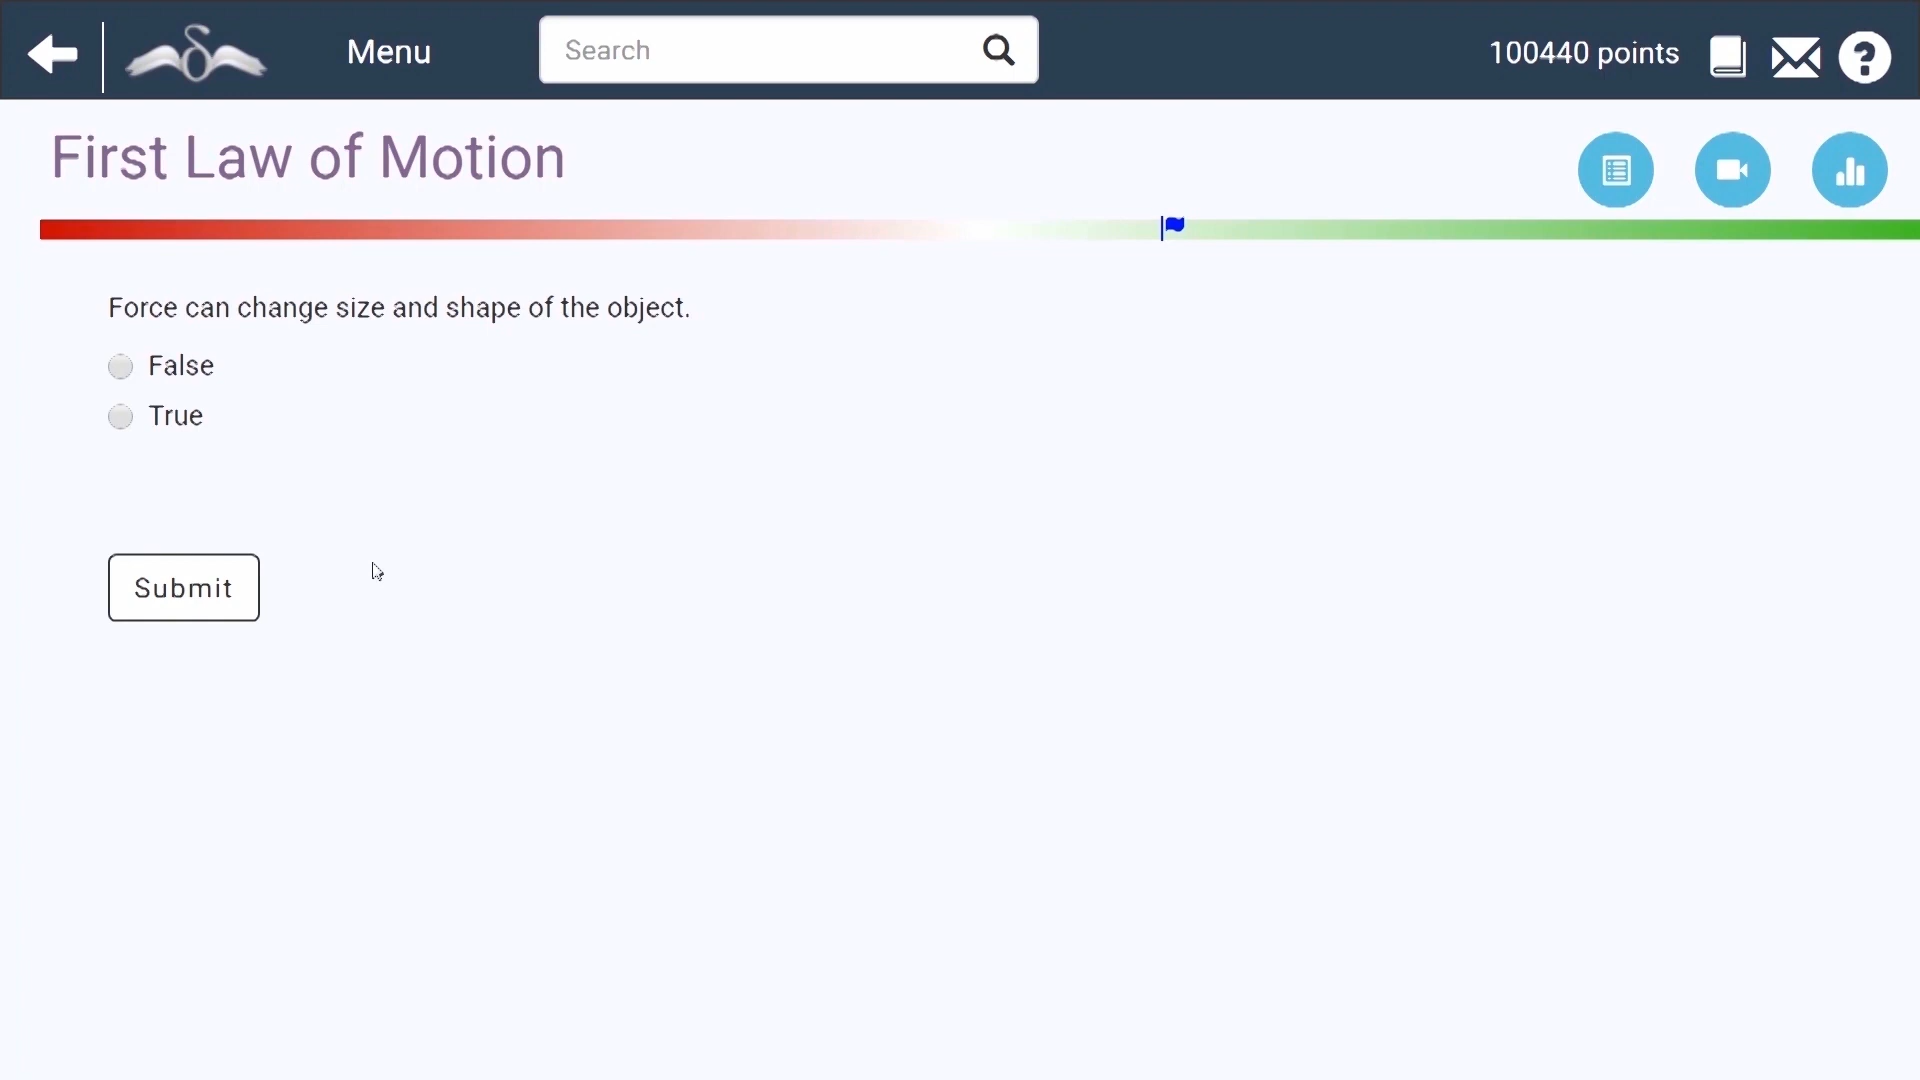 Menu
Search
100440 points
First Law of Motion
Force can change size and shape of the object.
False
True
Submit